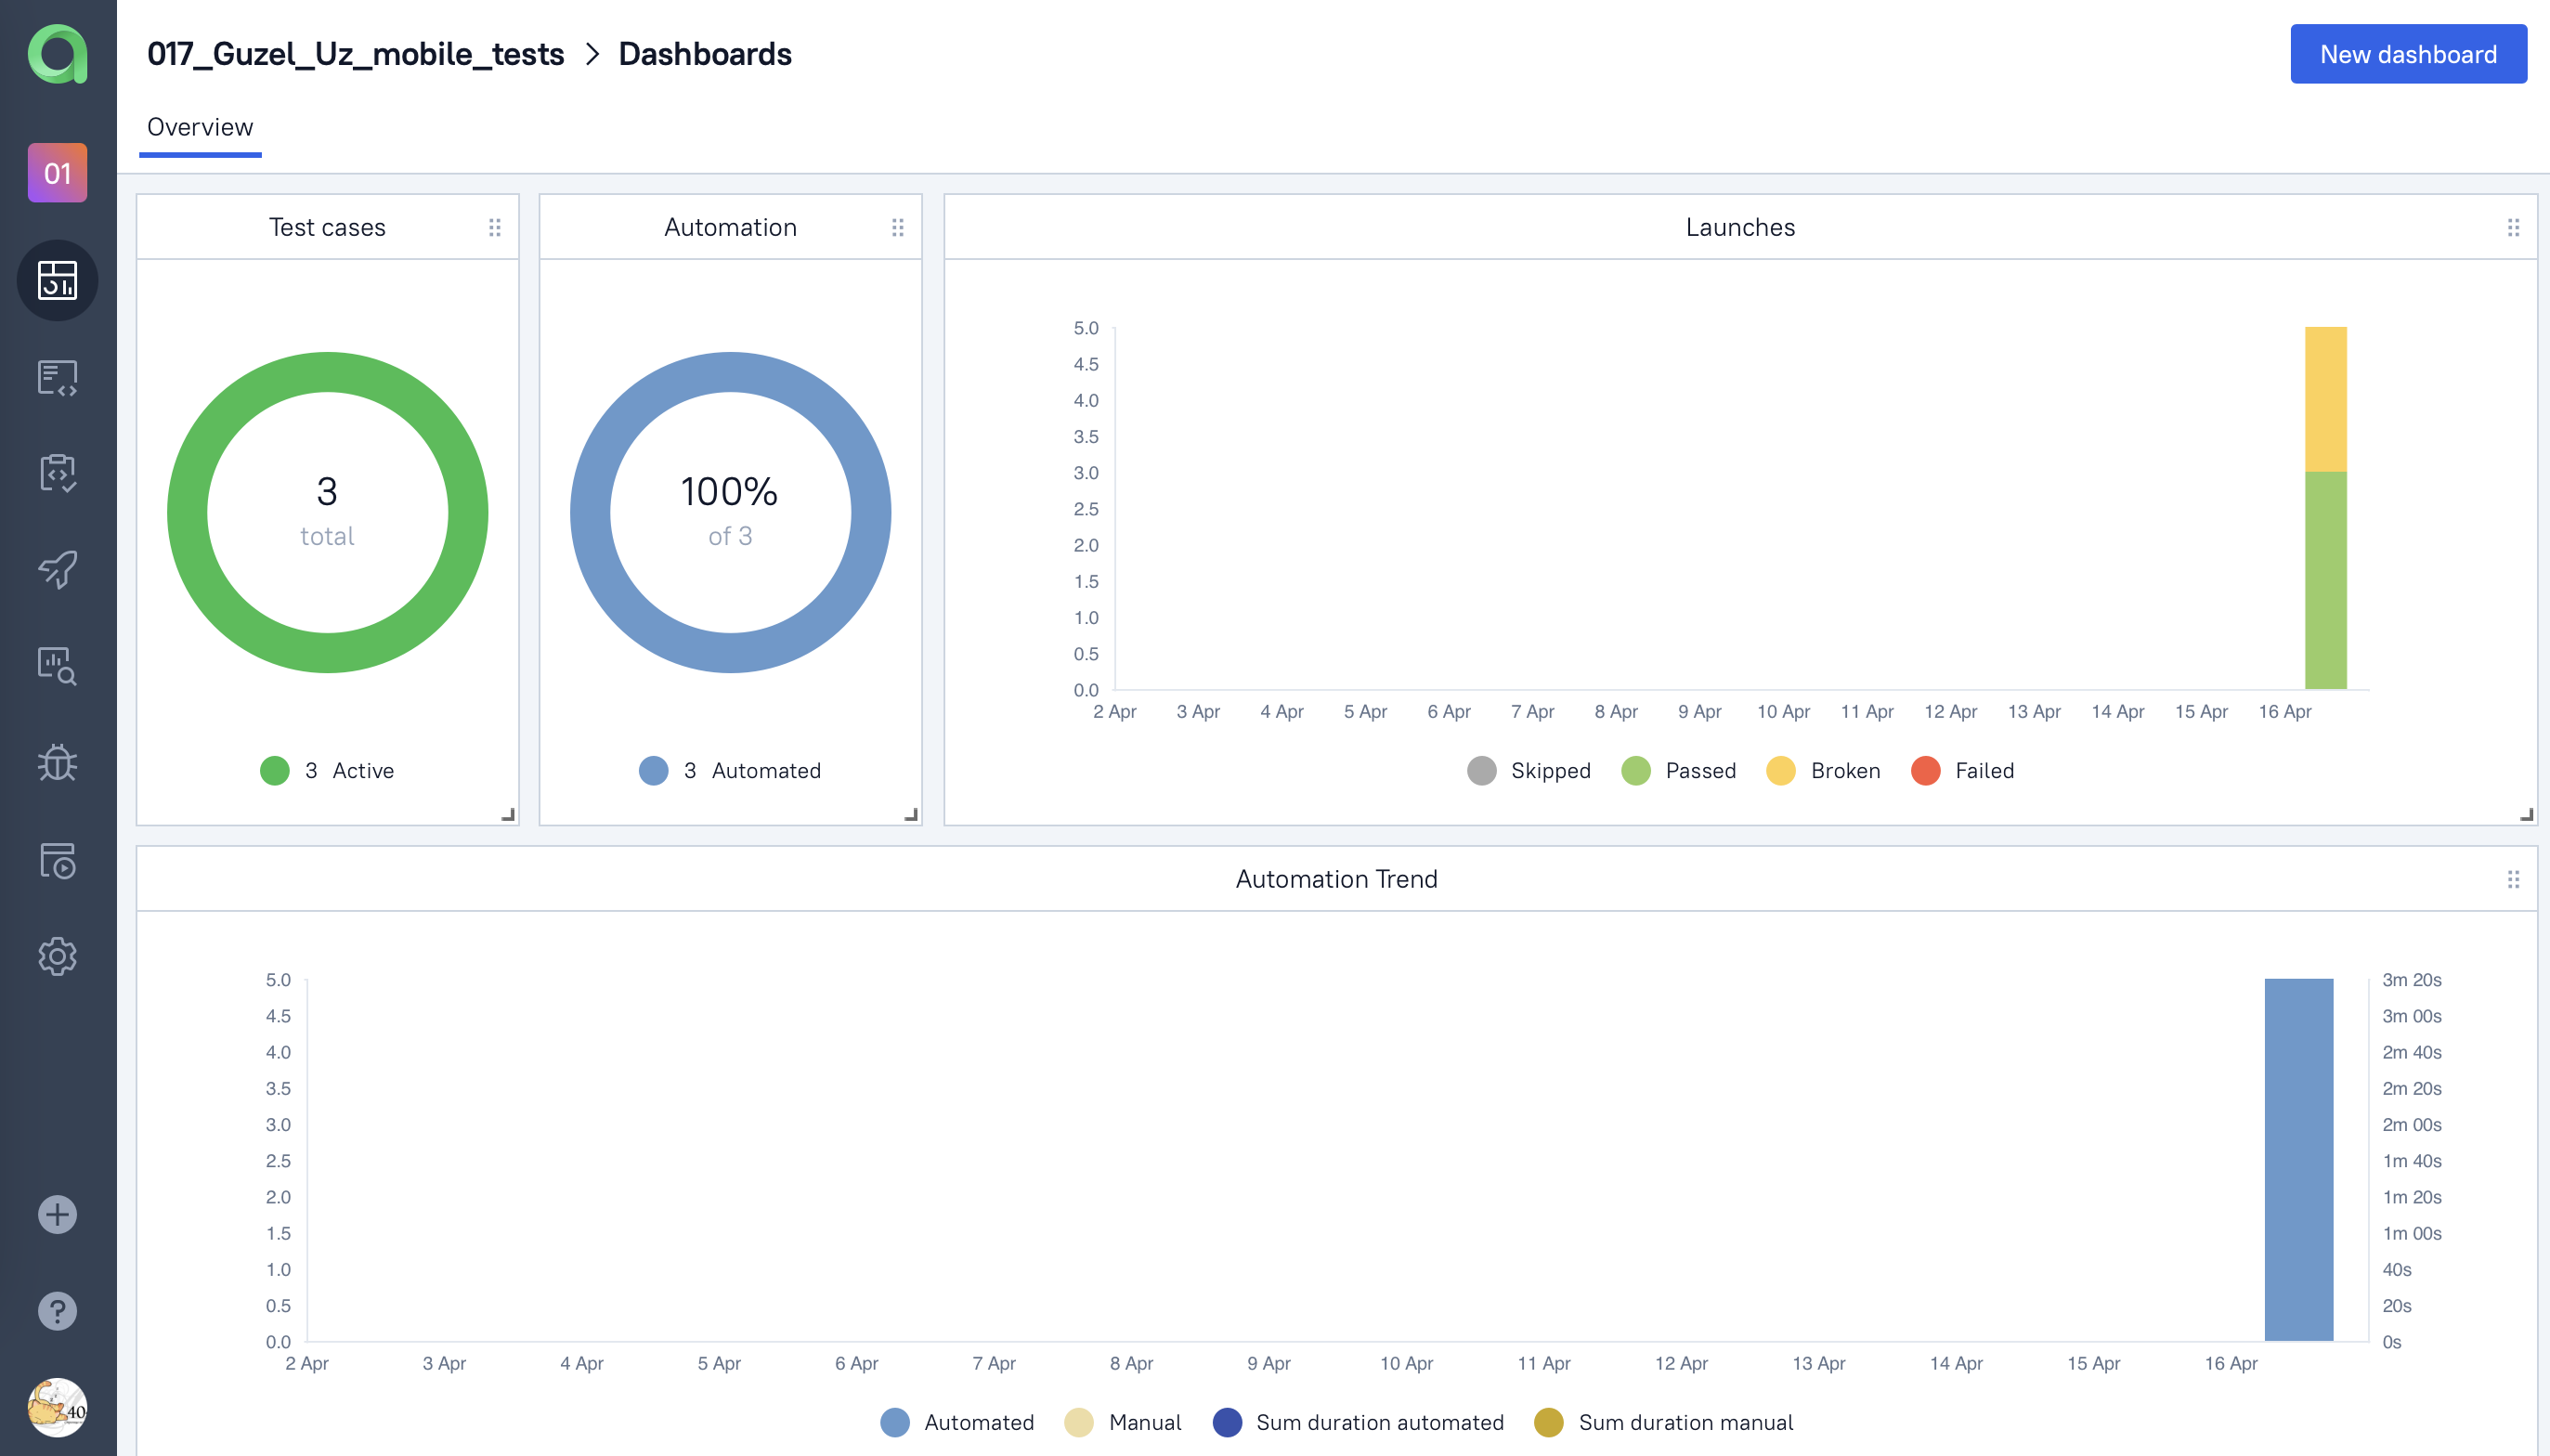 017_Guzel_Uz_mobile_tests > Dashboards
New dashboard
Overview
01
Test cases
3
total
3 Active
Automation
100%
of 3
3 Automated
Launches
5.0
4.5
4.0
3.5
3.0
2.5
2.0
1.5
1.0
0.5
0.0
2 Apr 3 Apr 4 Apr 5 Apr 6 Apr 7 Apr 8 Apr 9 Apr 10 Apr 11 Apr 12 Apr 13 Apr 14 Apr 15 Apr 16 Apr
Skipped Passed Broken Failed
Automation Trend
5.0 3m 20s
4.5 3m 00s
4.0 2m 40s
3.5 2m 20s
3.0 2m 00s
2.5 1m 40s
2.0 1m 20s
1.5 1m 00s
1.0 40s
0.5 20s
0.0 0s
2 Apr 3 Apr 4 Apr 5 Apr 6 Apr 7 Apr 8 Apr 9 Apr 10 Apr 11 Apr 12 Apr 13 Apr 14 Apr 15 Apr 16 Apr
Automated Manual Sum duration automated Sum duration manual
40